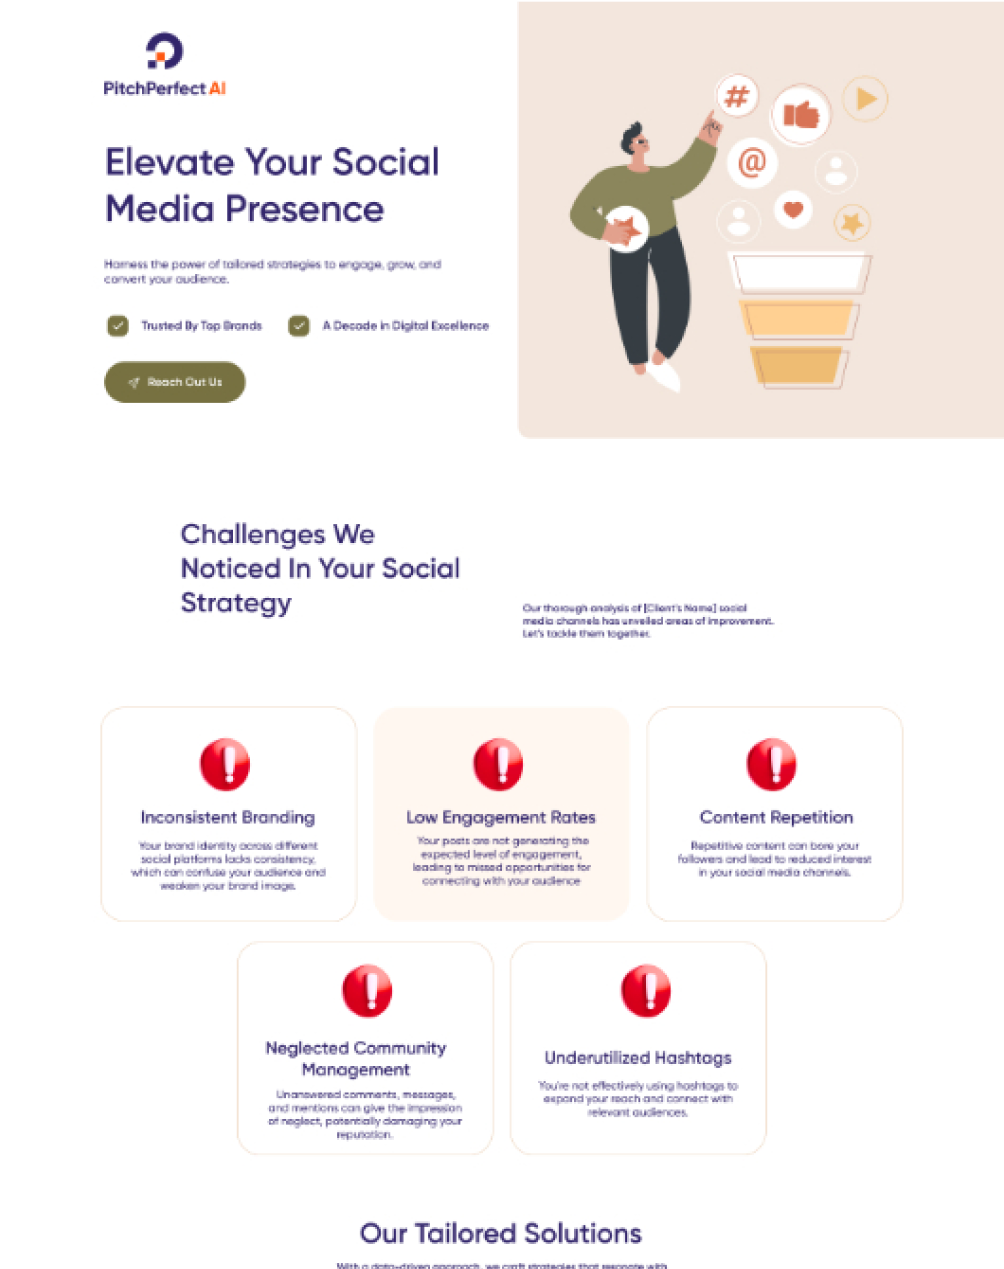 PitchPerfect AI
Elevate Your Social
Media Presence
Harness the power of tailored strategies to engage, grow, and
convert your audience.
Trusted By Top Brands
A Decade in Digital Excellence
Reach Out Us
#
@
Challenges We
Noticed In Your Social
Strategy
Our thorough analysis of [Client's Name] social
media channels has unveiled areas of improvement.
Let's tackle them together.
Inconsistent Branding
Your brand identity across different
social platforms lacks consistency,
which can confuse your audience and
weaken your brand image.
Low Engagement Rates
Your posts are not generating the
expected level of engagement,
leading to missed opportunities for
connecting with your audience
Content Repetition
Repetitive content can bore your
followers and lead to reduced interest
in your social media channels.
Neglected Community
Management
Unanswered comments, messages,
and mentions can give the impression
of neglect, potentially damaging your
reputation.
Underutilized Hashtags
You're not effectively using hashtags to
expand your reach and connect with
relevant audiences.
Our Tailored Solutions
With a data-driven approach, we craft strategies that resonate with